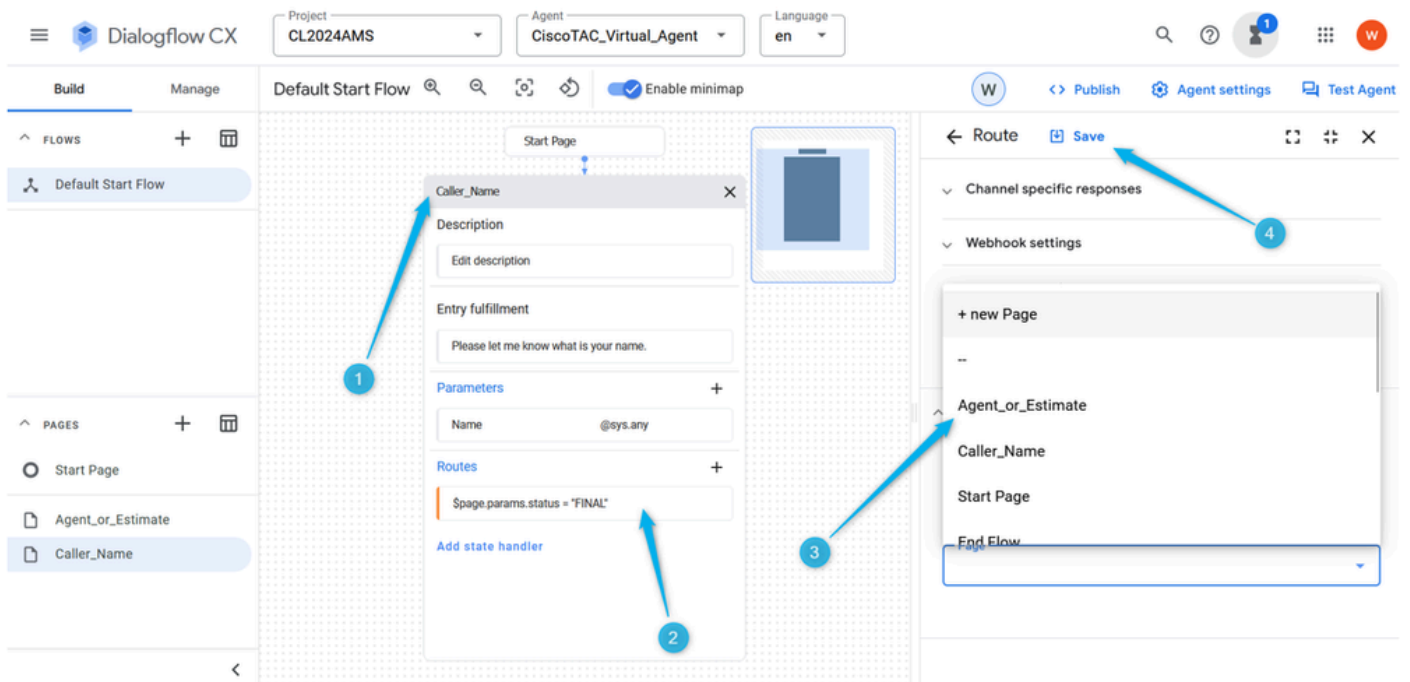 Dialogflow CX
Project
CL2024AMS
Agent
CiscoTAC_Virtual_Agent
Language
en
1
W
Build
Manage
Default Start Flow
Enable minimap
W
<> Publish
Agent settings
Test Agent
FLOWS
Default Start Flow
PAGES
Start Page
Agent_or_Estimate
Caller_Name
Start Page
Caller_Name
Description
Edit description
Entry fulfillment
Please let me know what is your name.
Parameters
Name @sys.any
Routes
$page.params.status = "FINAL"
Add state handler
1
2
Route
Save
Channel specific responses
4
Webhook settings
+ new Page
--
Agent_or_Estimate
Caller_Name
Start Page
End Flow
Page
3